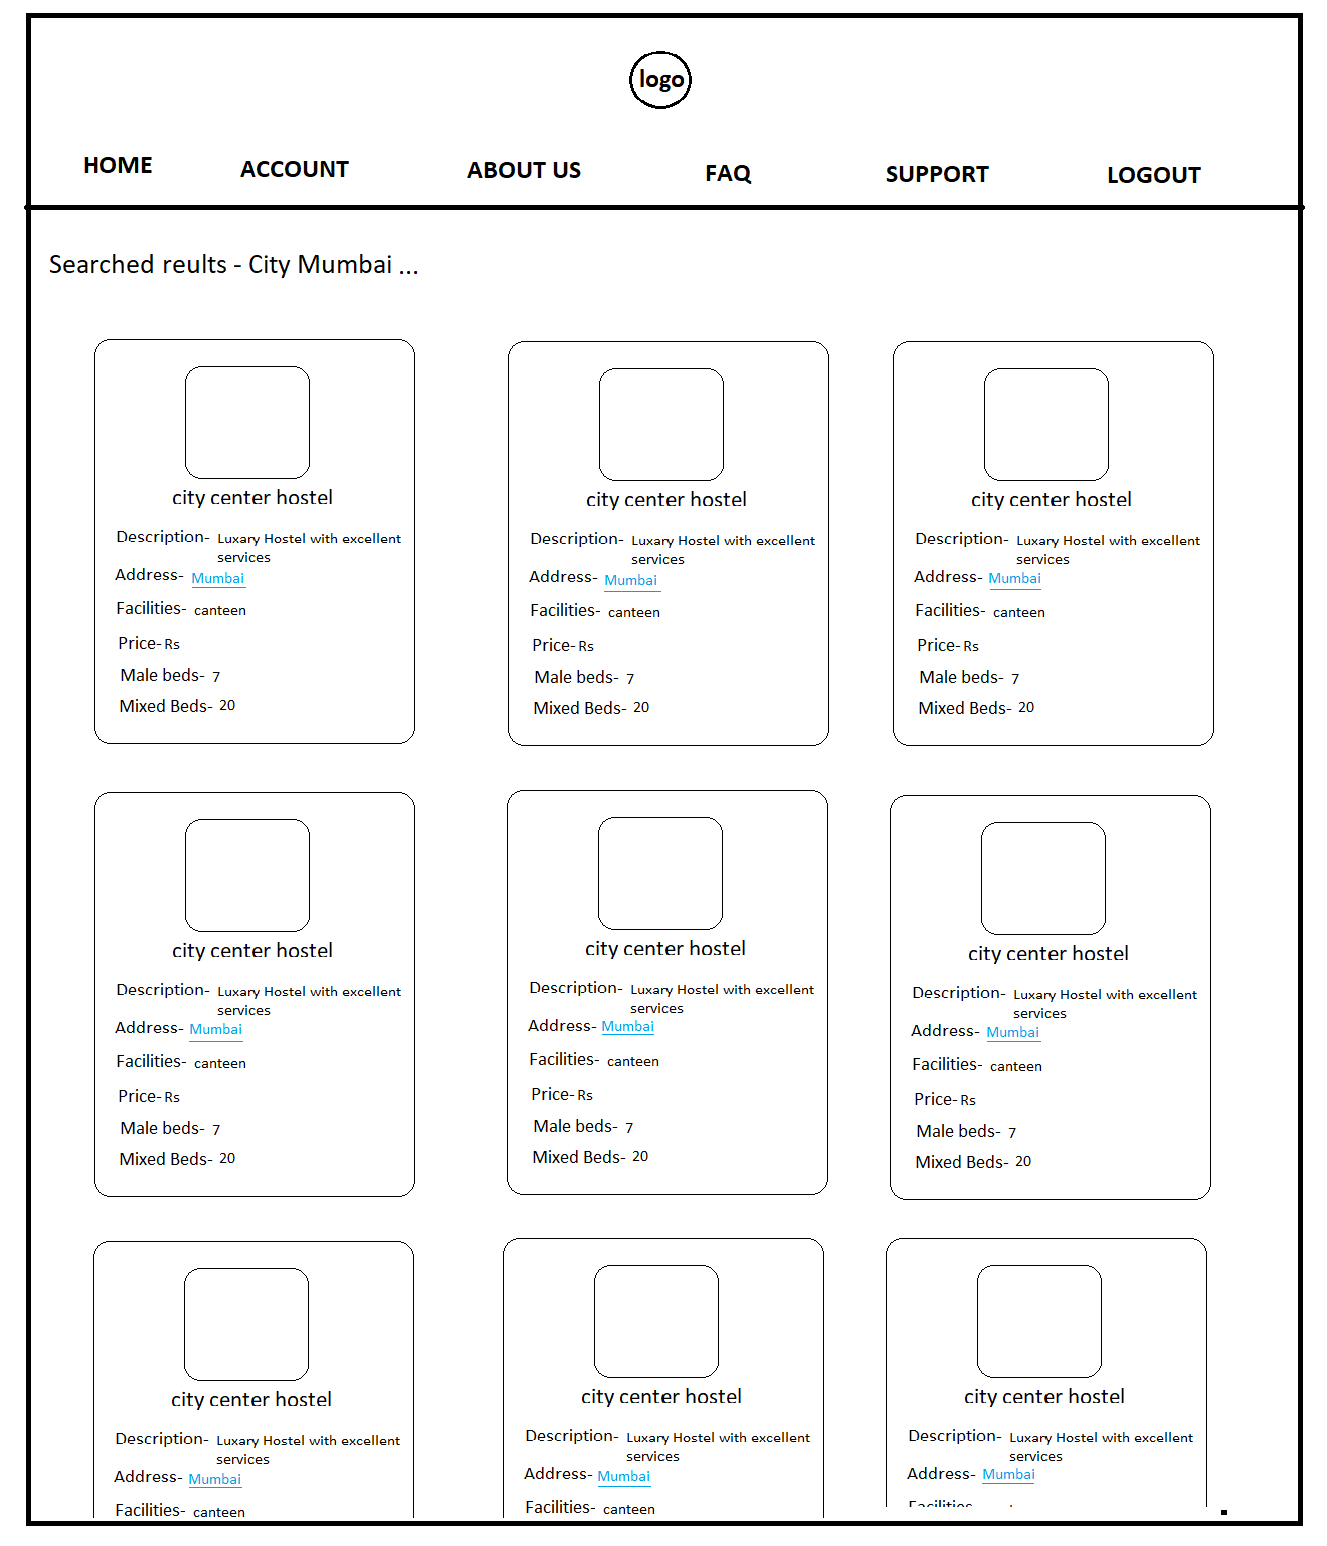 logo
HOME ACCOUNT ABOUT US FAQ SUPPORT LOGOUT
Searched reults - City Mumbai ...
city center hostel
Description- Luxary Hostel with excellent
services
Address- Mumbai
Facilities- canteen
Price- Rs
Male beds- 7
Mixed Beds- 20
city center hostel
Description- Luxary Hostel with excellent
services
Address- Mumbai
Facilities- canteen
Price- Rs
Male beds- 7
Mixed Beds- 20
city center hostel
Description- Luxary Hostel with excellent
services
Address- Mumbai
Facilities- canteen
Price- Rs
Male beds- 7
Mixed Beds- 20
city center hostel
Description- Luxary Hostel with excellent
services
Address- Mumbai
Facilities- canteen
Price- Rs
Male beds- 7
Mixed Beds- 20
city center hostel
Description- Luxary Hostel with excellent
services
Address- Mumbai
Facilities- canteen
Price- Rs
Male beds- 7
Mixed Beds- 20
city center hostel
Description- Luxary Hostel with excellent
services
Address- Mumbai
Facilities- canteen
Price- Rs
Male beds- 7
Mixed Beds- 20
city center hostel
Description- Luxary Hostel with excellent
services
Address- Mumbai
Facilities- canteen
city center hostel
Description- Luxary Hostel with excellent
services
Address- Mumbai
Facilities- canteen
city center hostel
Description- Luxary Hostel with excellent
services
Address- Mumbai
Facilities-